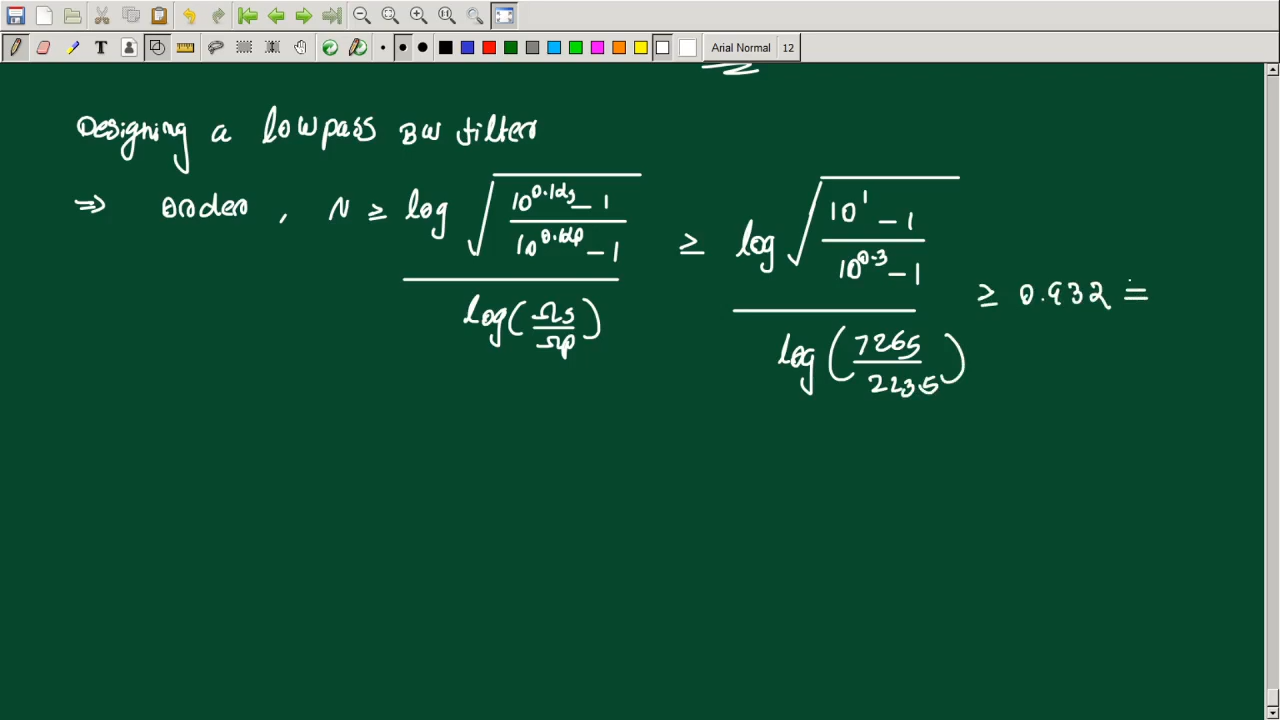 Arial Normal 12
Designing a lowpass BW filter
⇒ order, N ≥ log √((10^0.1αs − 1)/(10^0.1αp − 1)) / log(Ωs/Ωp) ≥ log √((10^1 − 1)/(10^0.3 − 1)) / log(7265/2235) ≥ 0.932 =